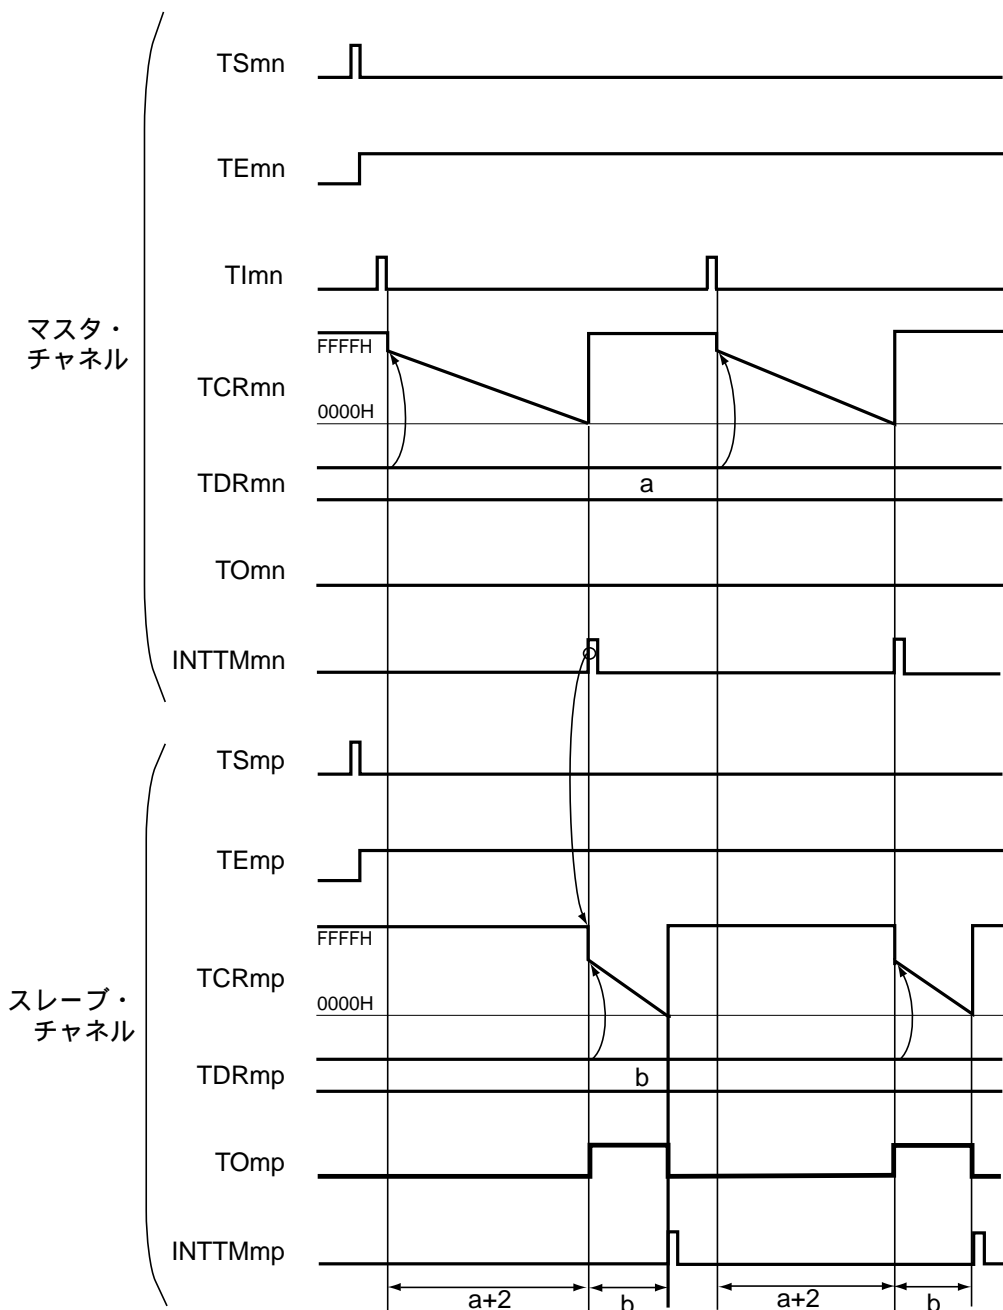 TSmn
TEmn
TImn
マスタ・
チャネル
FFFFH
TCRmn
0000H
TDRmn
a
TOmn
INTTMmn
TSmp
TEmp
FFFFH
TCRmp
スレーブ・
チャネル
0000H
TDRmp
b
TOmp
INTTMmp
a+2
b
a+2
b